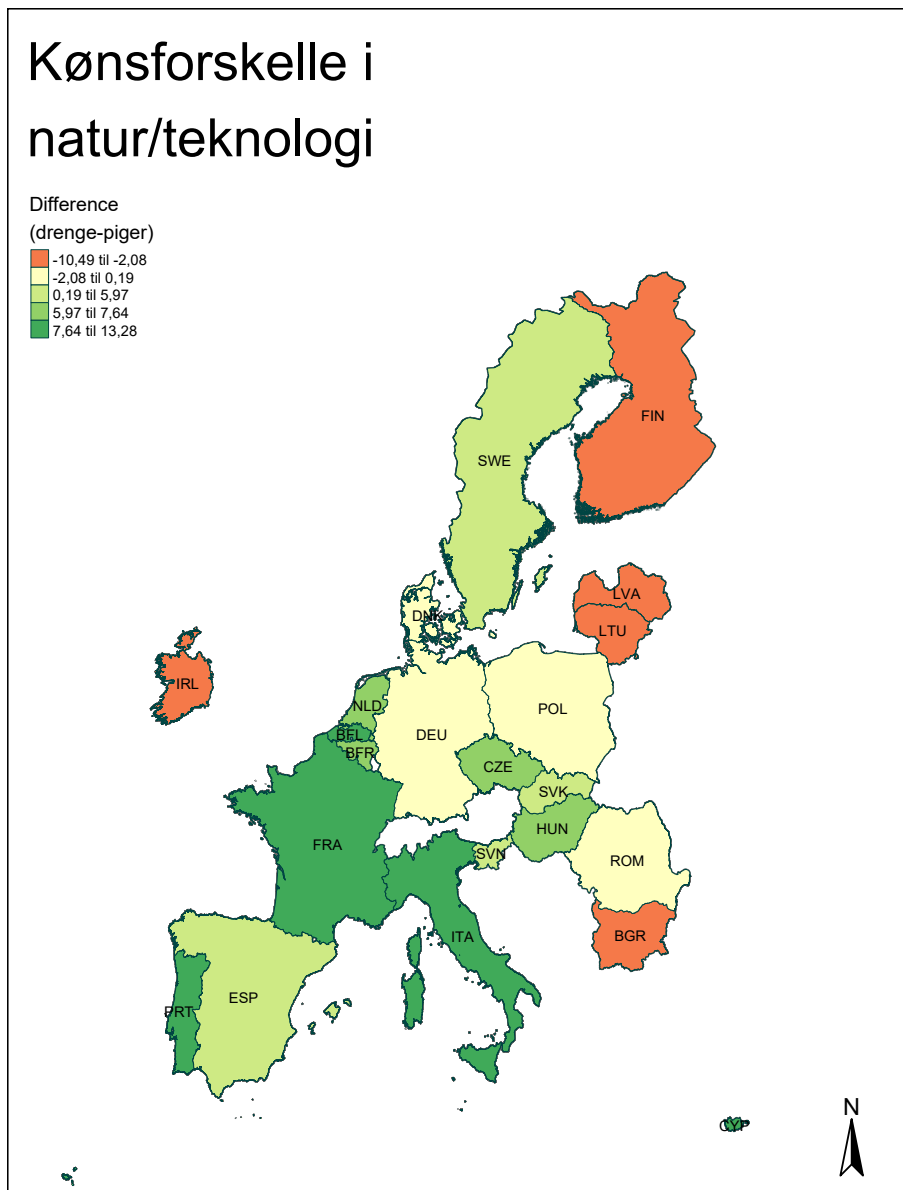 Kønsforskelle i
natur/teknologi
Difference
(drenge-piger)
-10,49 til -2,08
-2,08 til 0,19
0,19 til 5,97
5,97 til 7,64
7,64 til 13,28
FIN
SWE
LVA
DNK
LTU
IRL
NLD
POL
BFL
DEU
BFR
CZE
SVK
HUN
FRA
SVN
ROM
ITA
BGR
ESP
PRT
N
CYP